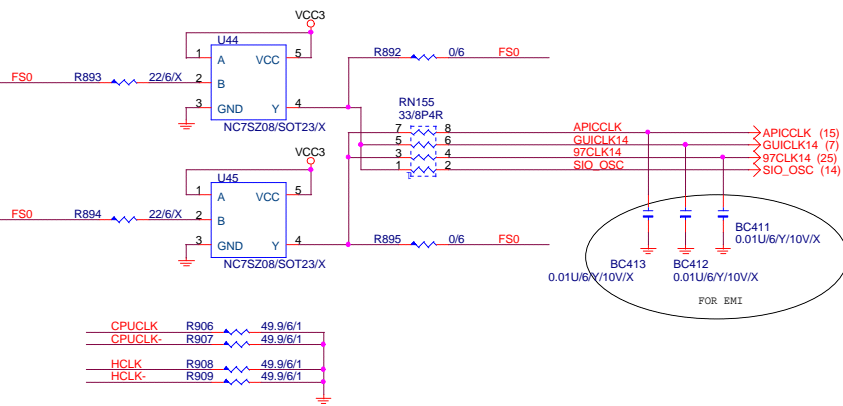 VCC3
U44
1 A VCC 5
FS0 R893 22/6/X 2 B
3 GND Y 4
NC7SZ08/SOT23/X
R892 0/6 FS0
RN155
33/8P4R
7 8 APICCLK APICCLK (15)
5 6 GUICLK14 GUICLK14 (7)
3 4 97CLK14 97CLK14 (25)
1 2 SIO_OSC SIO_OSC (14)
VCC3
U45
1 A VCC 5
FS0 R894 22/6/X 2 B
3 GND Y 4
NC7SZ08/SOT23/X
R895 0/6 FS0
BC411
0.01U/6/Y/10V/X
BC413
0.01U/6/Y/10V/X
BC412
0.01U/6/Y/10V/X
FOR EMI
CPUCLK R906 49.9/6/1
CPUCLK- R907 49.9/6/1
HCLK R908 49.9/6/1
HCLK- R909 49.9/6/1